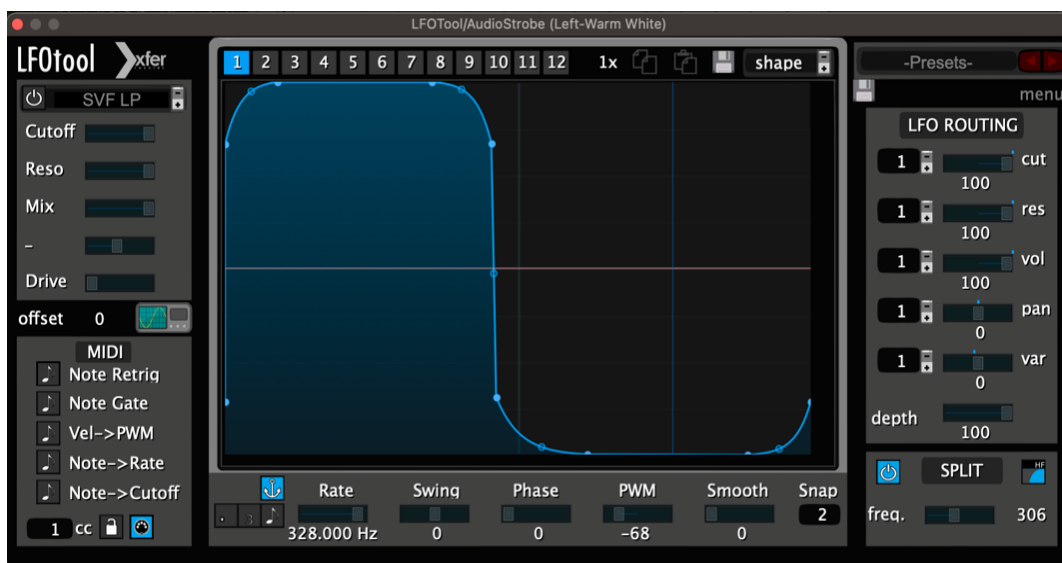 LFOTool/AudioStrobe (Left-Warm White)
LFOtool xfer
SVF LP
Cutoff
Reso
Mix
–
Drive
offset 0
MIDI
Note Retrig
Note Gate
Vel->PWM
Note->Rate
Note->Cutoff
1 cc
1 2 3 4 5 6 7 8 9 10 11 12 1x shape
Rate Swing Phase PWM Smooth Snap
. 3
328.000 Hz 0 0 –68 0 2
-Presets-
menu
LFO ROUTING
1 cut
100
1 res
100
1 vol
100
1 pan
0
1 var
0
depth
100
SPLIT HF
freq. 306